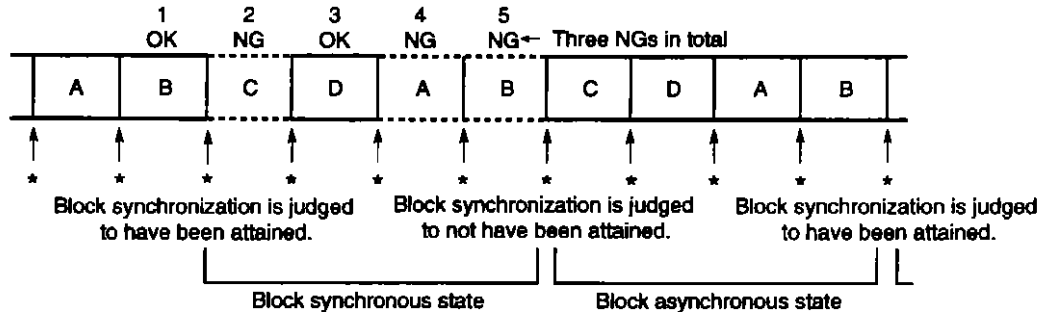 1 2 3 4 5
OK NG OK NG NG← Three NGs in total
A B C D A B C D A B
* * * * * * * * * * *
Block synchronization is judged to have been attained.
Block synchronization is judged to not have been attained.
Block synchronization is judged to have been attained.
Block synchronous state
Block asynchronous state